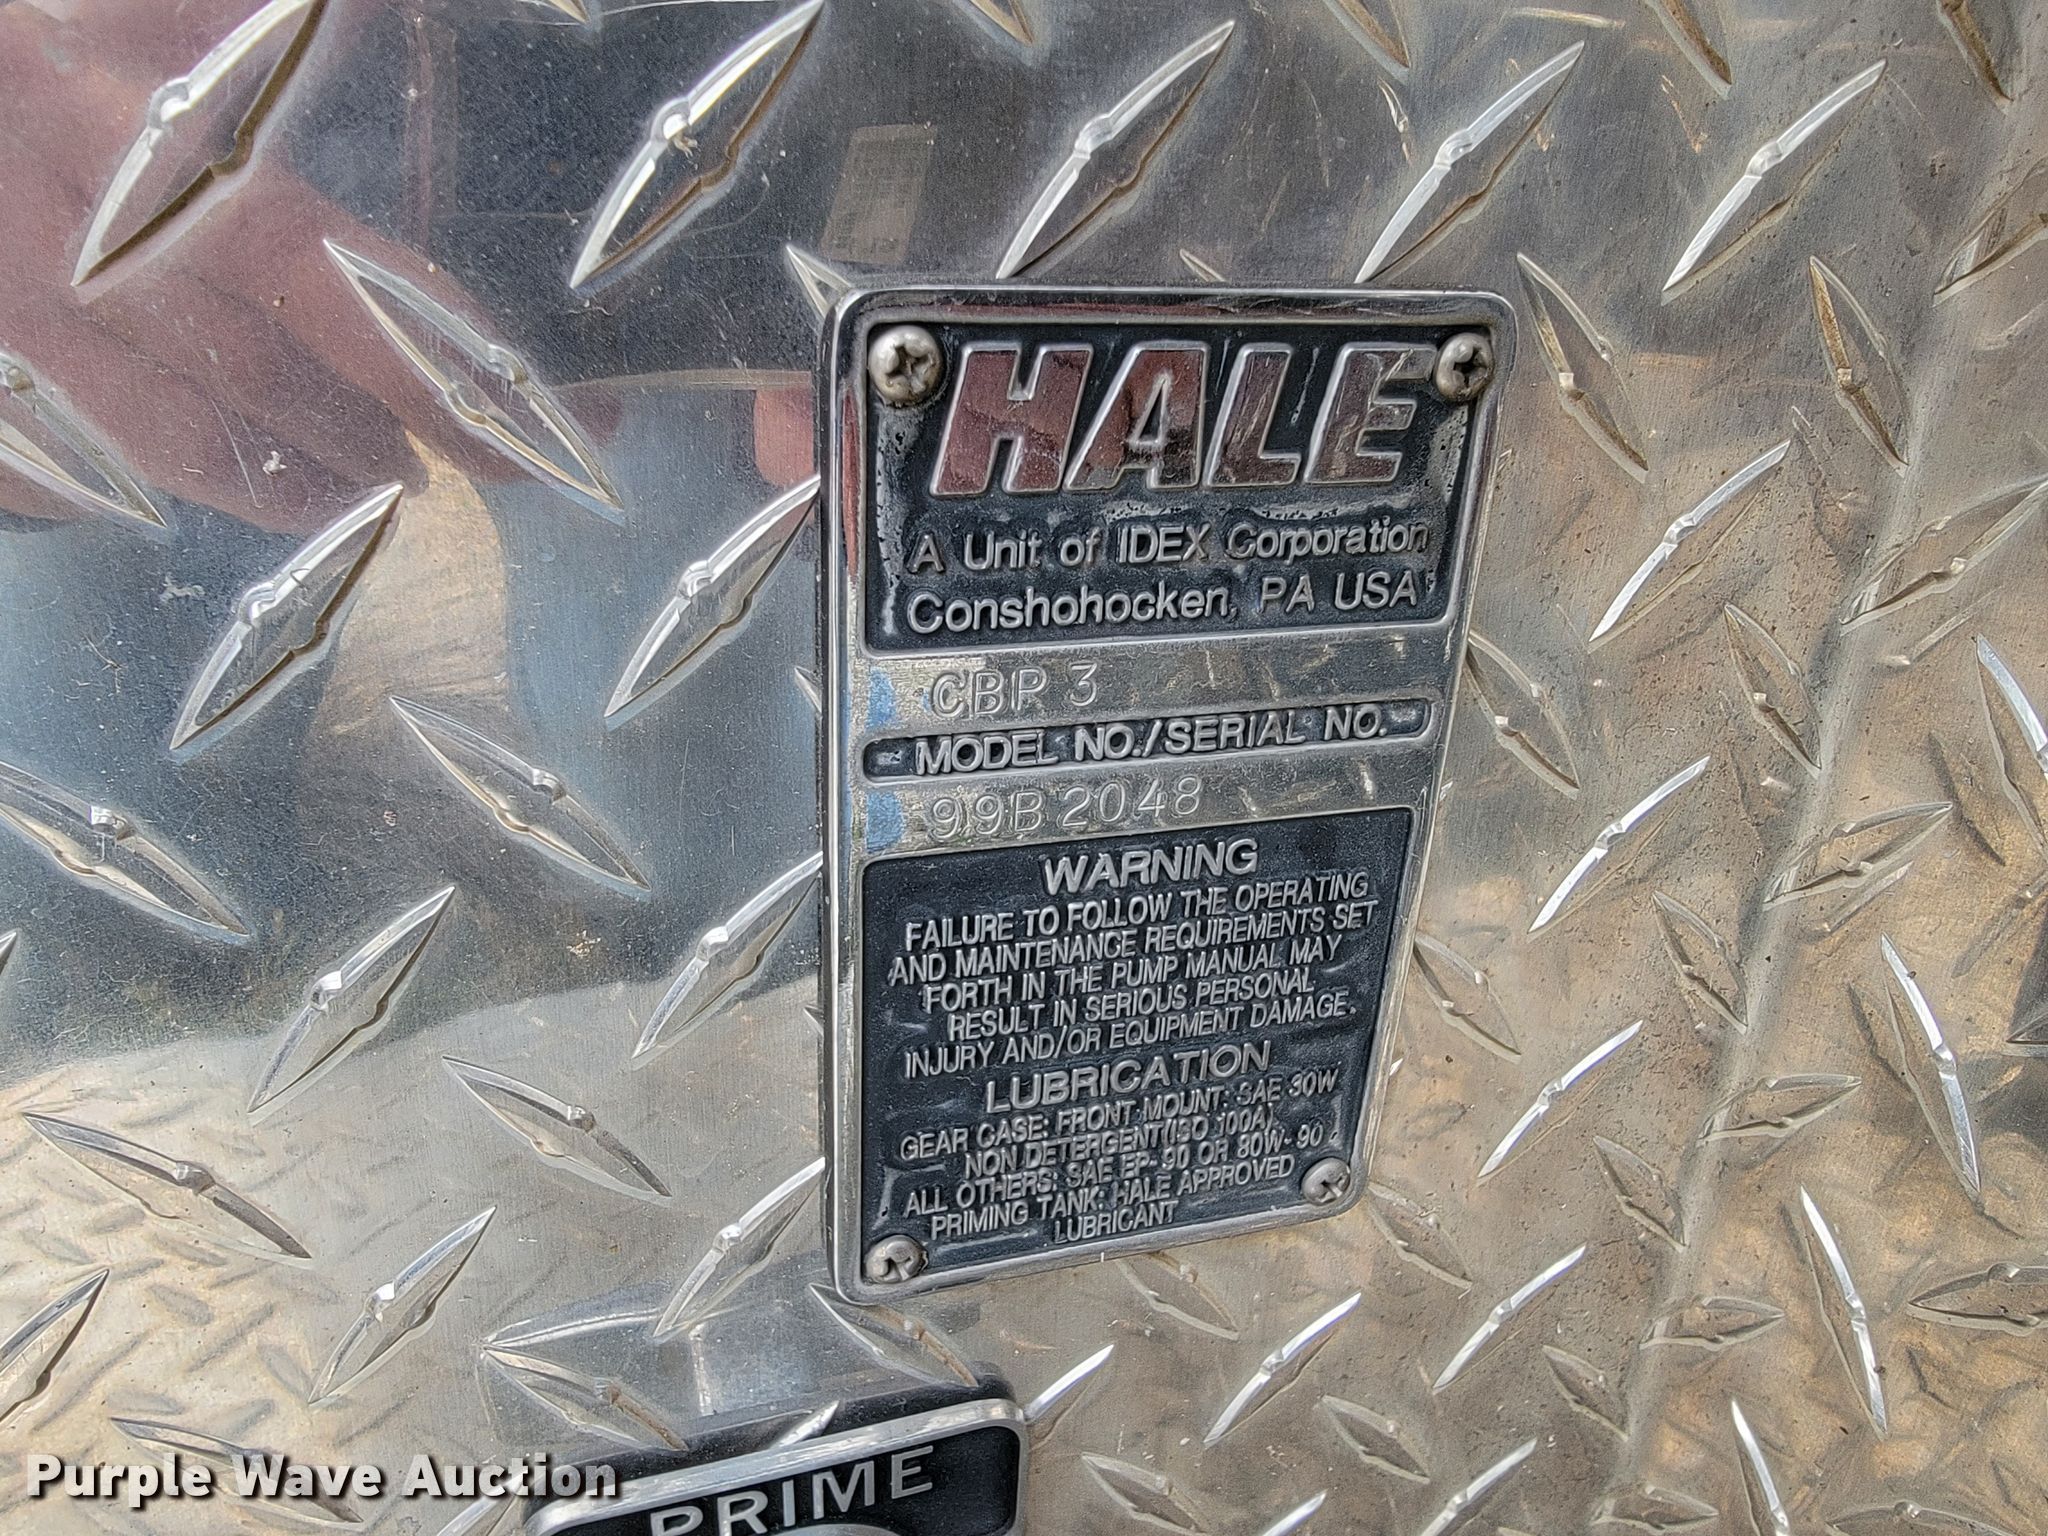 HALE
A Unit of IDEX Corporation
Conshohocken, PA USA
CBP 3
MODEL NO./SERIAL NO.
99B2048
WARNING
FAILURE TO FOLLOW THE OPERATING
AND MAINTENANCE REQUIREMENTS SET
FORTH IN THE PUMP MANUAL MAY
RESULT IN SERIOUS PERSONAL
INJURY AND/OR EQUIPMENT DAMAGE.
LUBRICATION
GEAR CASE: FRONT MOUNT: SAE 30W
NON DETERGENT(ISO 100A)
ALL OTHERS: SAE EP-90 OR 80W-90
PRIMING TANK: HALE APPROVED
LUBRICANT
PRIME
Purple Wave Auction